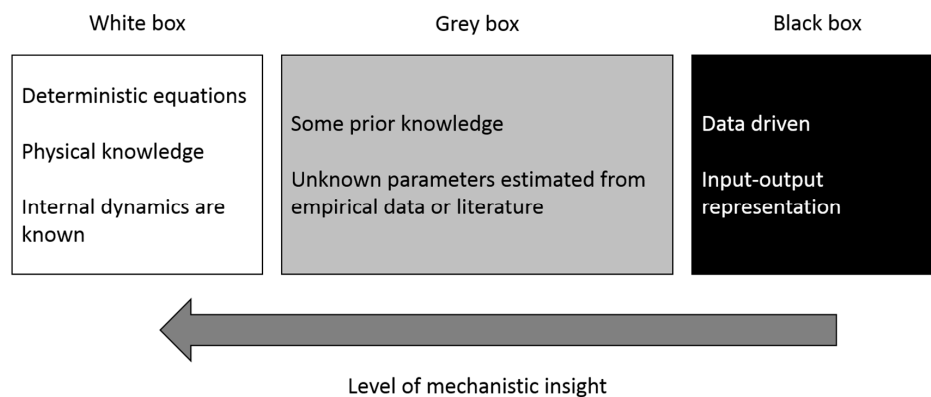 White box
Grey box
Black box
Deterministic equations
Physical knowledge
Internal dynamics are
known
Some prior knowledge
Unknown parameters estimated from
empirical data or literature
Data driven
Input-output
representation
Level of mechanistic insight